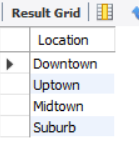 Result Grid
Location
Downtown
Uptown
Midtown
Suburb